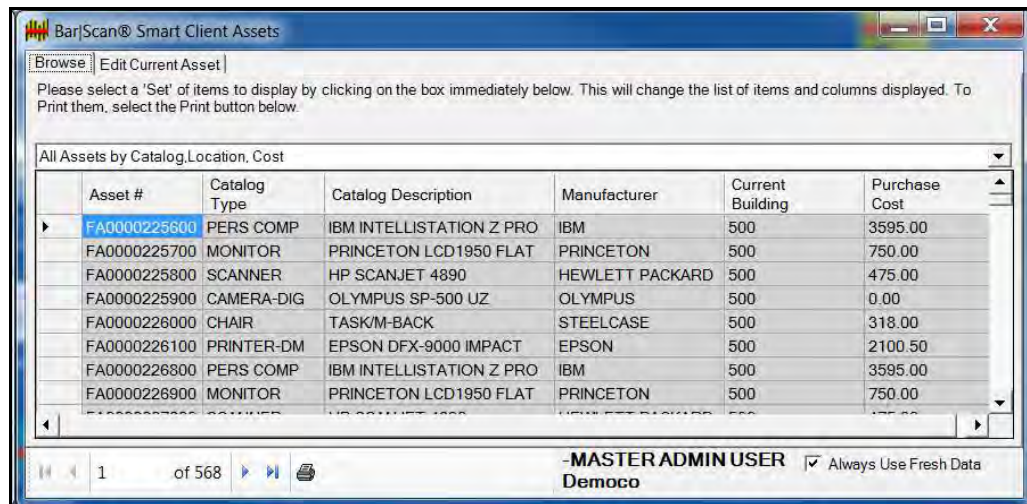 Bar|Scan® Smart Client Assets
Browse Edit Current Asset
Please select a 'Set' of items to display by clicking on the box immediately below. This will change the list of items and columns displayed. To
Print them, select the Print button below.
All Assets by Catalog,Location, Cost
Asset # Catalog Type Catalog Description Manufacturer Current Building Purchase Cost
FA0000225600 PERS COMP IBM INTELLISTATION Z PRO IBM 500 3595.00
FA0000225700 MONITOR PRINCETON LCD1950 FLAT PRINCETON 500 750.00
FA0000225800 SCANNER HP SCANJET 4890 HEWLETT PACKARD 500 475.00
FA0000225900 CAMERA-DIG OLYMPUS SP-500 UZ OLYMPUS 500 0.00
FA0000226000 CHAIR TASK/M-BACK STEELCASE 500 318.00
FA0000226100 PRINTER-DM EPSON DFX-9000 IMPACT EPSON 500 2100.50
FA0000226800 PERS COMP IBM INTELLISTATION Z PRO IBM 500 3595.00
FA0000226900 MONITOR PRINCETON LCD1950 FLAT PRINCETON 500 750.00
1 of 568 -MASTER ADMIN USER Always Use Fresh Data
Democo